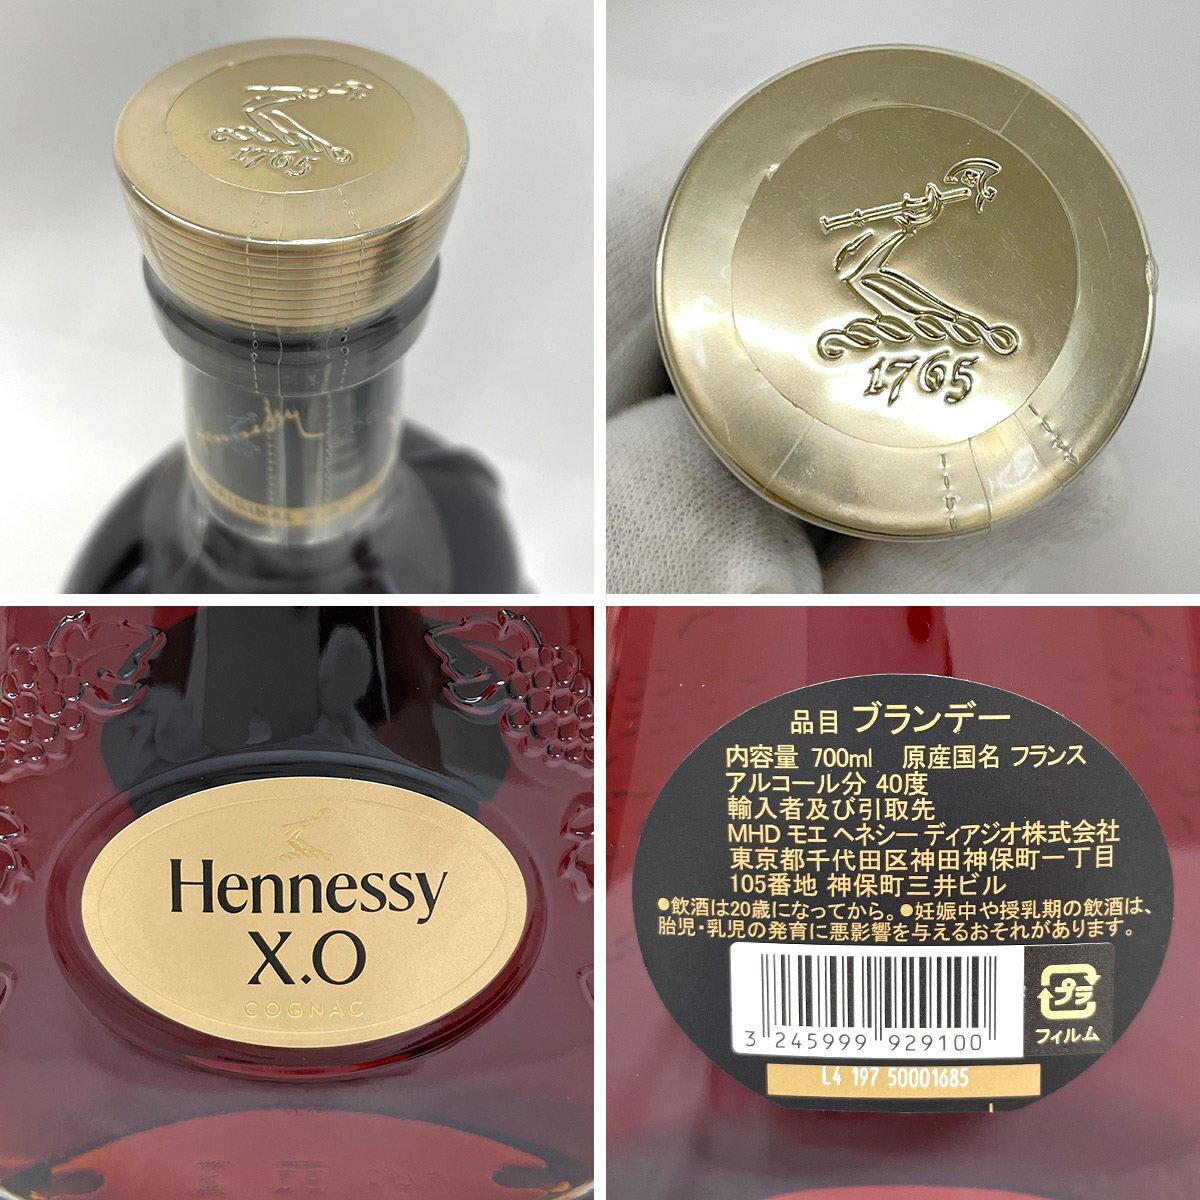 1765
Hennessy
ORIGINAL X.O
1765
Hennessy
X.O
COGNAC
品目 ブランデー
内容量 700ml 原産国名 フランス
アルコール分 40度
輸入者及び引取先
MHD モエ ヘネシー ディアジオ株式会社
東京都千代田区神田神保町一丁目
105番地 神保町三井ビル
●飲酒は20歳になってから。●妊娠中や授乳期の飲酒は、
胎児・乳児の発育に悪影響を与えるおそれがあります。
プラ
フィルム
3 245999 929100
L4 197 50001685